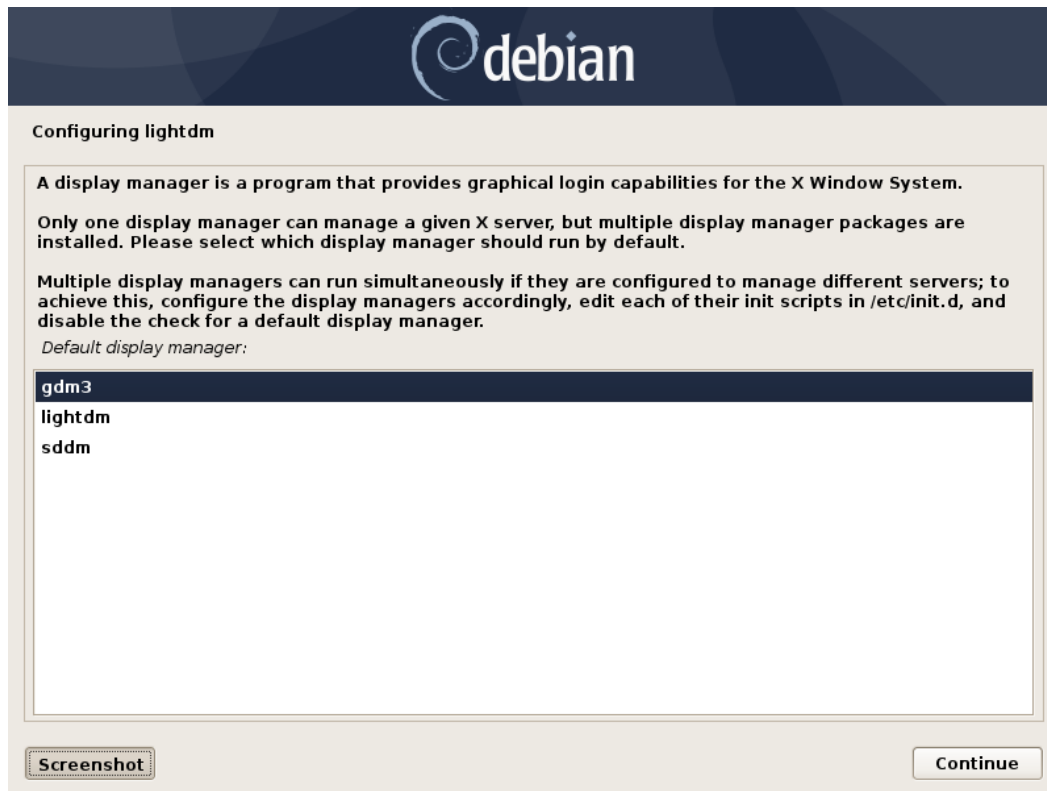 debian
Configuring lightdm
A display manager is a program that provides graphical login capabilities for the X Window System.
Only one display manager can manage a given X server, but multiple display manager packages are
installed. Please select which display manager should run by default.
Multiple display managers can run simultaneously if they are configured to manage different servers; to
achieve this, configure the display managers accordingly, edit each of their init scripts in /etc/init.d, and
disable the check for a default display manager.
Default display manager:
gdm3
lightdm
sddm
Screenshot
Continue